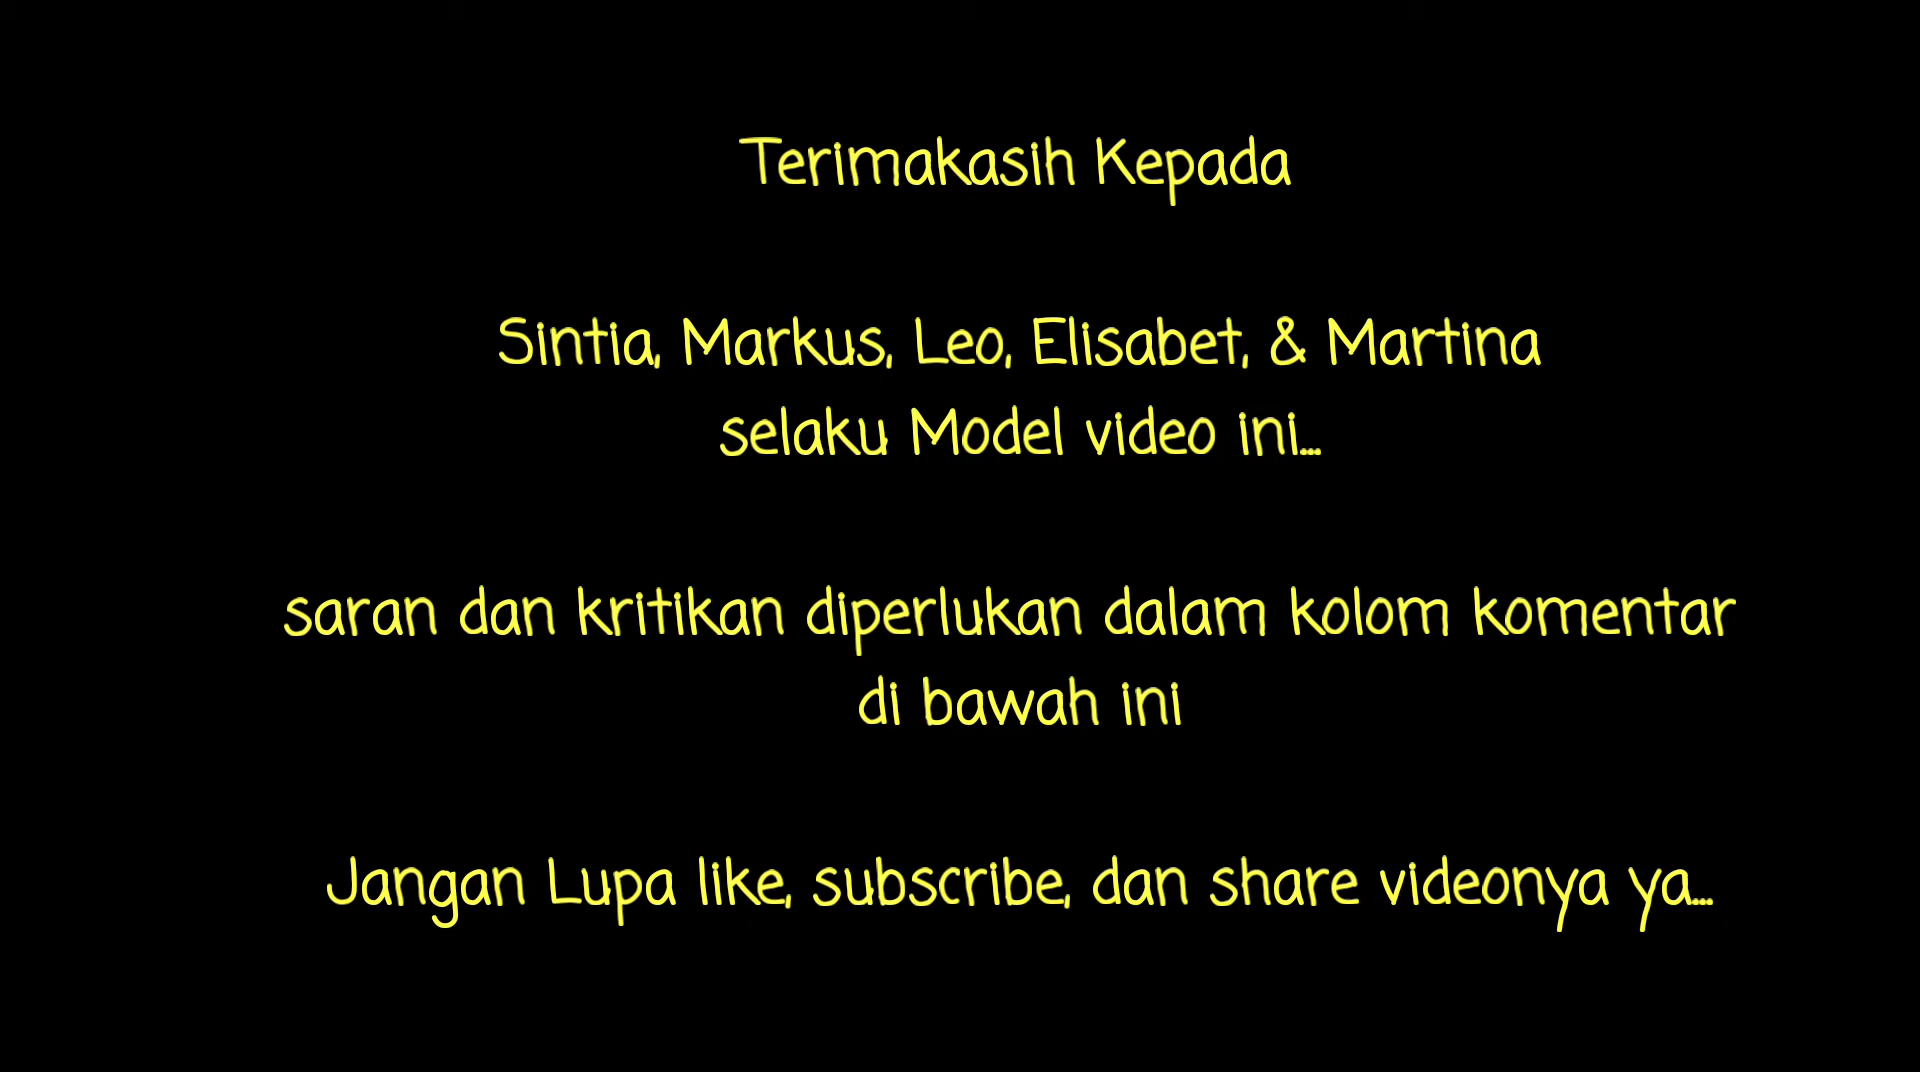 Terimakasih Kepada
Sintia, Markus, Leo, Elisabet, & Martina
selaku Model video ini...
saran dan kritikan diperlukan dalam kolom komentar
di bawah ini
Jangan Lupa like, subscribe, dan share videonya ya...